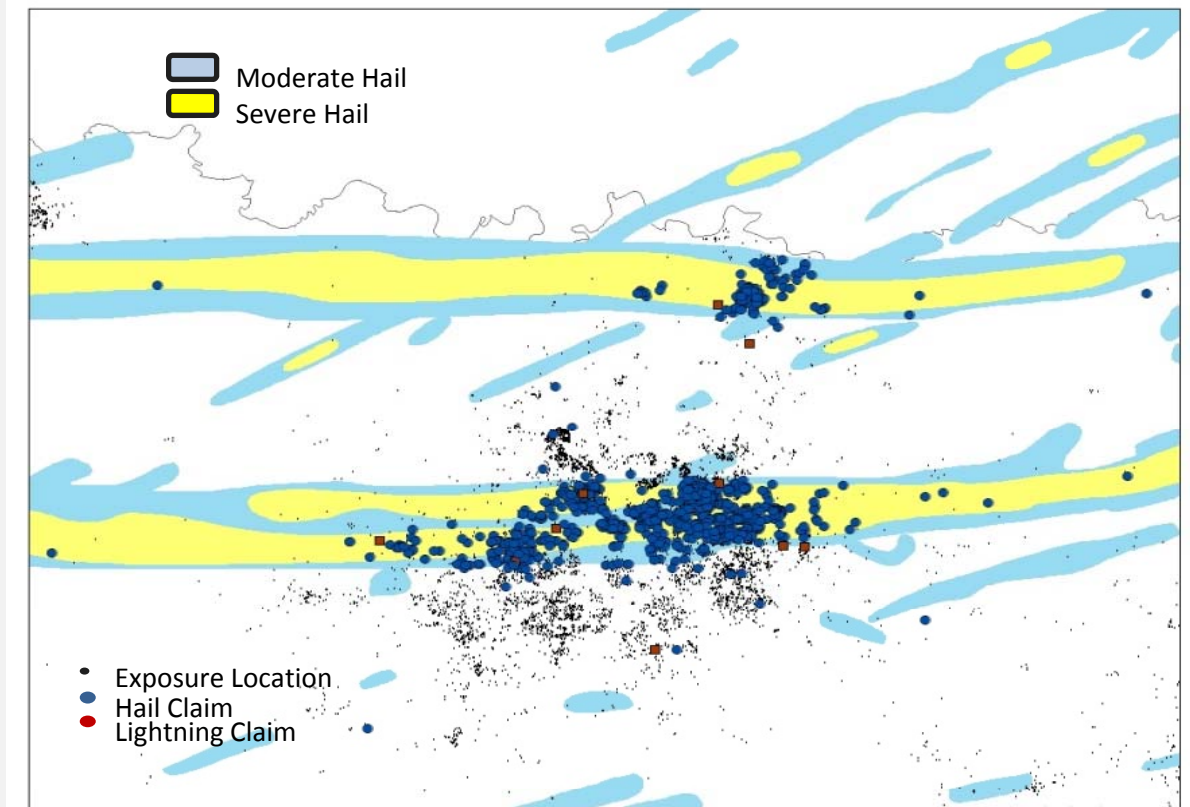 Moderate Hail
Severe Hail
Exposure Location
Hail Claim
Lightning Claim